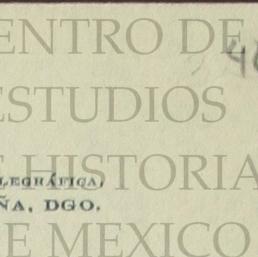 ENTRO DE
ESTUDIOS
E HISTORIA
LEGRÁFICA,
ÑA, DGO.
E MEXICO